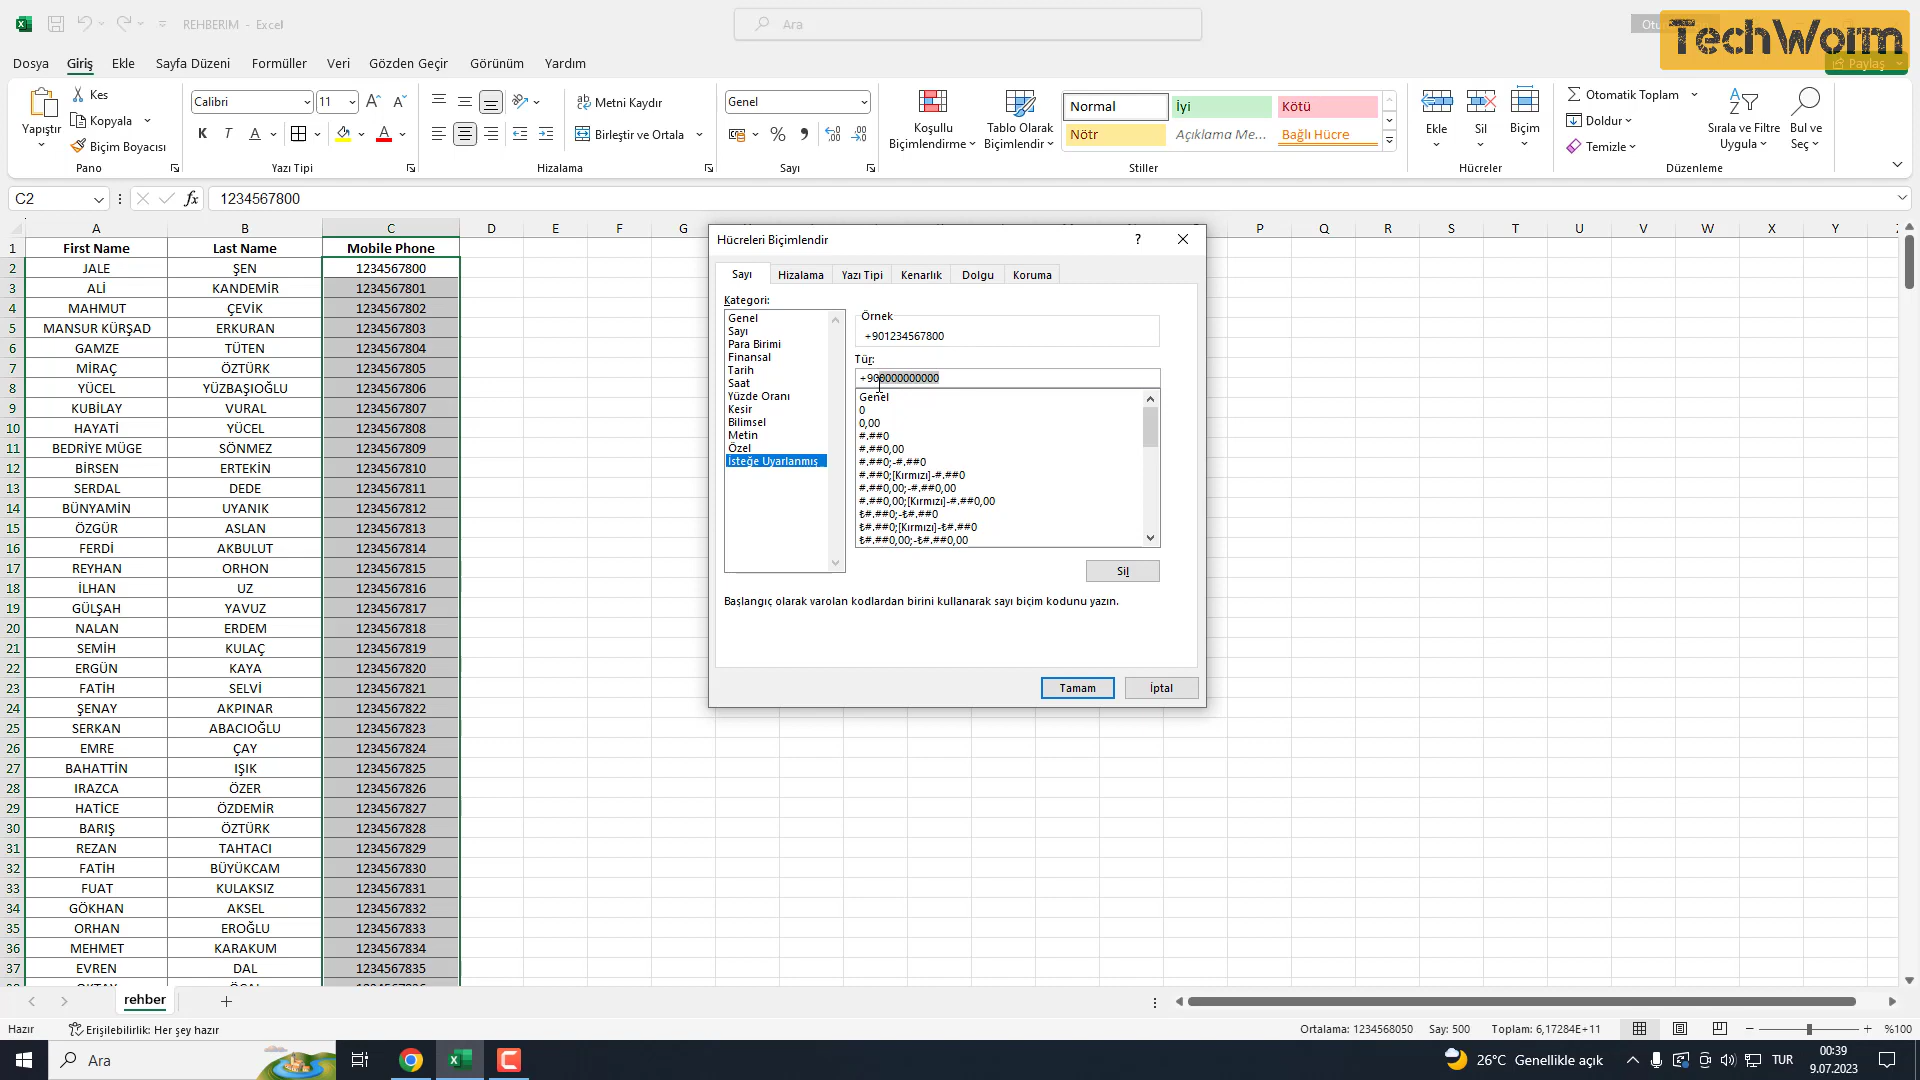 REHBERIM - Excel
Ara
TechWorm
Paylaş
Dosya Giriş Ekle Sayfa Düzeni Formüller Veri Gözden Geçir Görünüm Yardım
Yapıştır
Kes
Kopyala
Biçim Boyacısı
Pano
Calibri 11
K T A
Yazı Tipi
Metni Kaydır
Birleştir ve Ortala
Hizalama
Genel
Sayı
Koşullu Biçimlendirme
Tablo Olarak Biçimlendir
Normal İyi Kötü
Nötr Açıklama Me... Bağlı Hücre
Stiller
Ekle Sil Biçim
Hücreler
Otomatik Toplam
Doldur
Temizle
Sırala ve Filtre Uygula
Bul ve Seç
Düzenleme
C2 fx 1234567800
A B C D E F G P Q R S T U V W X Y
1 First Name Last Name Mobile Phone
2 JALE ŞEN 1234567800
3 ALİ KANDEMİR 1234567801
4 MAHMUT ÇEVİK 1234567802
5 MANSUR KÜRŞAD ERKURAN 1234567803
6 GAMZE TÜTEN 1234567804
7 MİRAÇ ÖZTÜRK 1234567805
8 YÜCEL YÜZBAŞIOĞLU 1234567806
9 KUBİLAY VURAL 1234567807
10 HAYATİ YÜCEL 1234567808
11 BEDRİYE MÜGE SÖNMEZ 1234567809
12 BİRSEN ERTEKİN 1234567810
13 SERDAL DEDE 1234567811
14 BÜNYAMİN UYANIK 1234567812
15 ÖZGÜR ASLAN 1234567813
16 FERDİ AKBULUT 1234567814
17 REYHAN ORHON 1234567815
18 İLHAN UZ 1234567816
19 GÜLŞAH YAVUZ 1234567817
20 NALAN ERDEM 1234567818
21 SEMİH KULAÇ 1234567819
22 ERGÜN KAYA 1234567820
23 FATİH SELVİ 1234567821
24 ŞENAY AKPINAR 1234567822
25 SERKAN ABACIOĞLU 1234567823
26 EMRE ÇAY 1234567824
27 BAHATTİN IŞIK 1234567825
28 IRAZCA ÖZER 1234567826
29 HATİCE ÖZDEMİR 1234567827
30 BARIŞ ÖZTÜRK 1234567828
31 REZAN TAHTACI 1234567829
32 FATİH BÜYÜKCAM 1234567830
33 FUAT KULAKSIZ 1234567831
34 GÖKHAN AKSEL 1234567832
35 ORHAN EROĞLU 1234567833
36 MEHMET KARAKUM 1234567834
37 EVREN DAL 1234567835
Hücreleri Biçimlendir ?
Sayı Hizalama Yazı Tipi Kenarlık Dolgu Koruma
Kategori:
Genel
Sayı
Para Birimi
Finansal
Tarih
Saat
Yüzde Oranı
Kesir
Bilimsel
Metin
Özel
İsteğe Uyarlanmış
Örnek
+901234567800
Tür:
+900000000000
Genel
0
0,00
#.##0
#.##0,00
#.##0;-#.##0
#.##0;[Kırmızı]-#.##0
#.##0,00;-#.##0,00
#.##0,00;[Kırmızı]-#.##0,00
₺#.##0;-₺#.##0
₺#.##0;[Kırmızı]-₺#.##0
₺#.##0,00;-₺#.##0,00
Sil
Başlangıç olarak varolan kodlardan birini kullanarak sayı biçim kodunu yazın.
Tamam İptal
rehber
Hazır Erişilebilirlik: Her şey hazır Ortalama: 1234568050 Say: 500 Toplam: 6,17284E+11 %100
Ara 26°C Genellikle açık TUR 00:39
9.07.2023